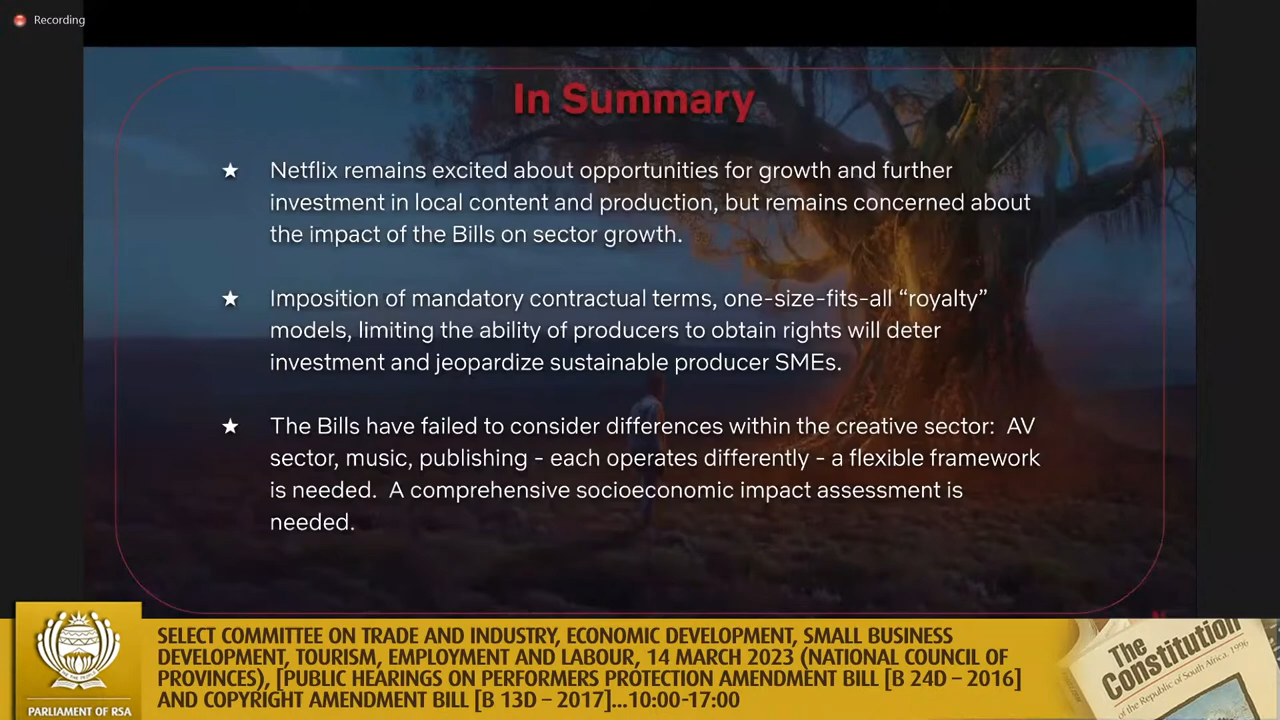 Recording
In Summary
★ Netflix remains excited about opportunities for growth and further
investment in local content and production, but remains concerned about
the impact of the Bills on sector growth.
★ Imposition of mandatory contractual terms, one-size-fits-all “royalty”
models, limiting the ability of producers to obtain rights will deter
investment and jeopardize sustainable producer SMEs.
★ The Bills have failed to consider differences within the creative sector: AV
sector, music, publishing - each operates differently - a flexible framework
is needed. A comprehensive socioeconomic impact assessment is
needed.
SELECT COMMITTEE ON TRADE AND INDUSTRY, ECONOMIC DEVELOPMENT, SMALL BUSINESS
DEVELOPMENT, TOURISM, EMPLOYMENT AND LABOUR, 14 MARCH 2023 (NATIONAL COUNCIL OF
PROVINCES), [PUBLIC HEARINGS ON PERFORMERS PROTECTION AMENDMENT BILL [B 24D – 2016]
AND COPYRIGHT AMENDMENT BILL [B 13D – 2017]...10:00-17:00
PARLIAMENT OF RSA
The
Constitution
of the Republic of South Africa, 1996